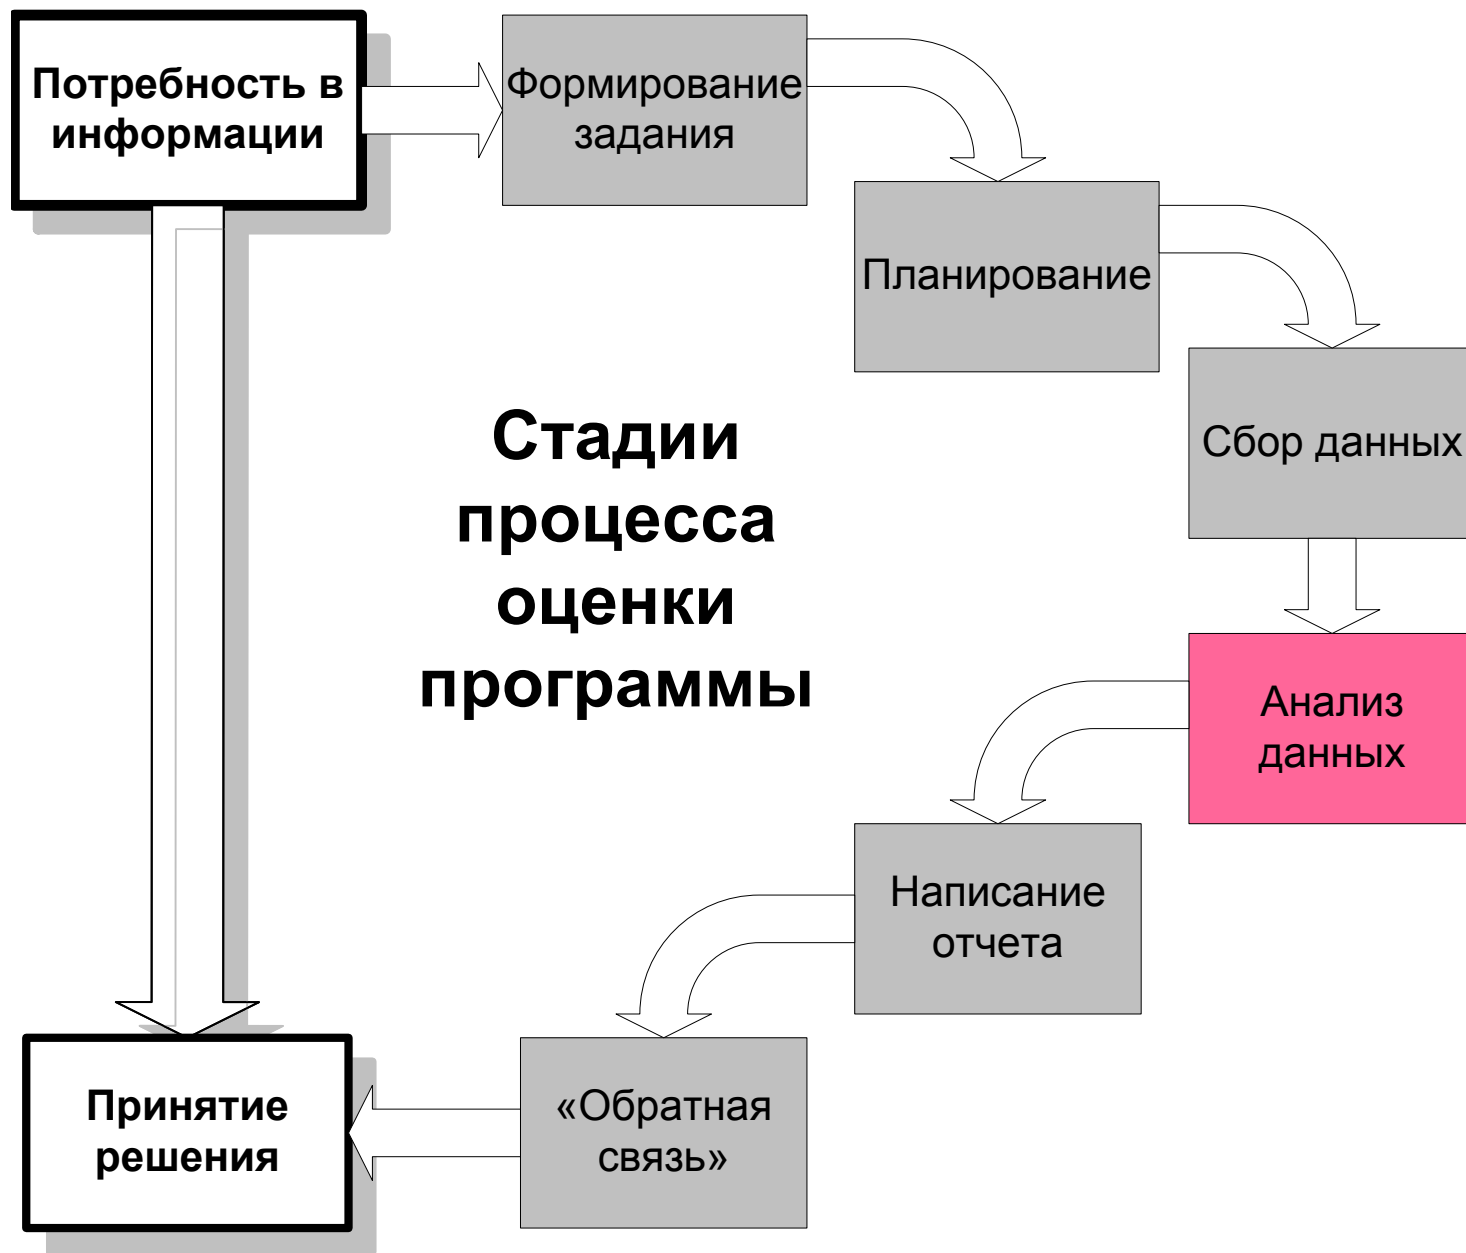 Потребность в
информации
Формирование
задания
Планирование
Сбор данных
Стадии
процесса
оценки
программы
Анализ
данных
Написание
отчета
«Обратная
связь»
Принятие
решения